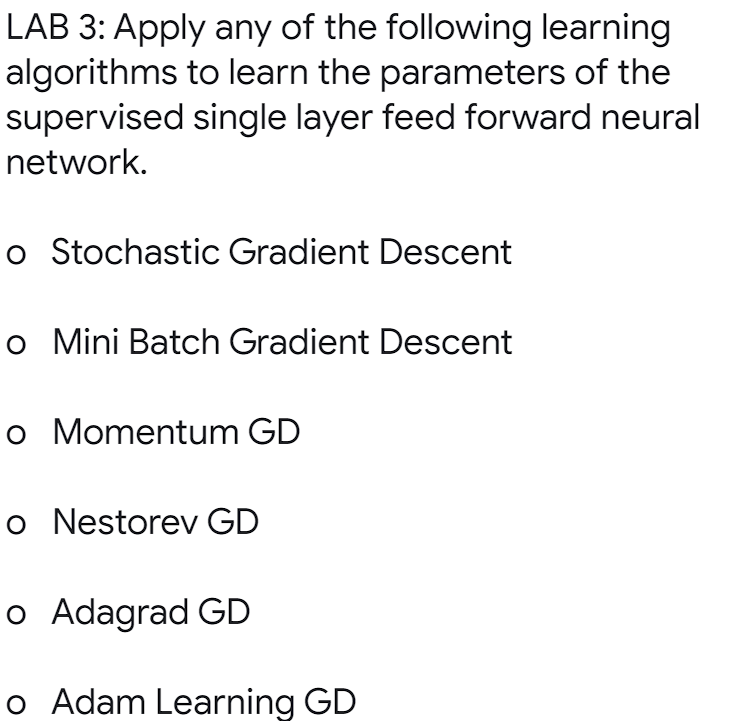 LAB 3: Apply any of the following learning
algorithms to learn the parameters of the
supervised single layer feed forward neural
network.
o Stochastic Gradient Descent
o Mini Batch Gradient Descent
o Momentum GD
o Nestorev GD
o Adagrad GD
o Adam Learning GD